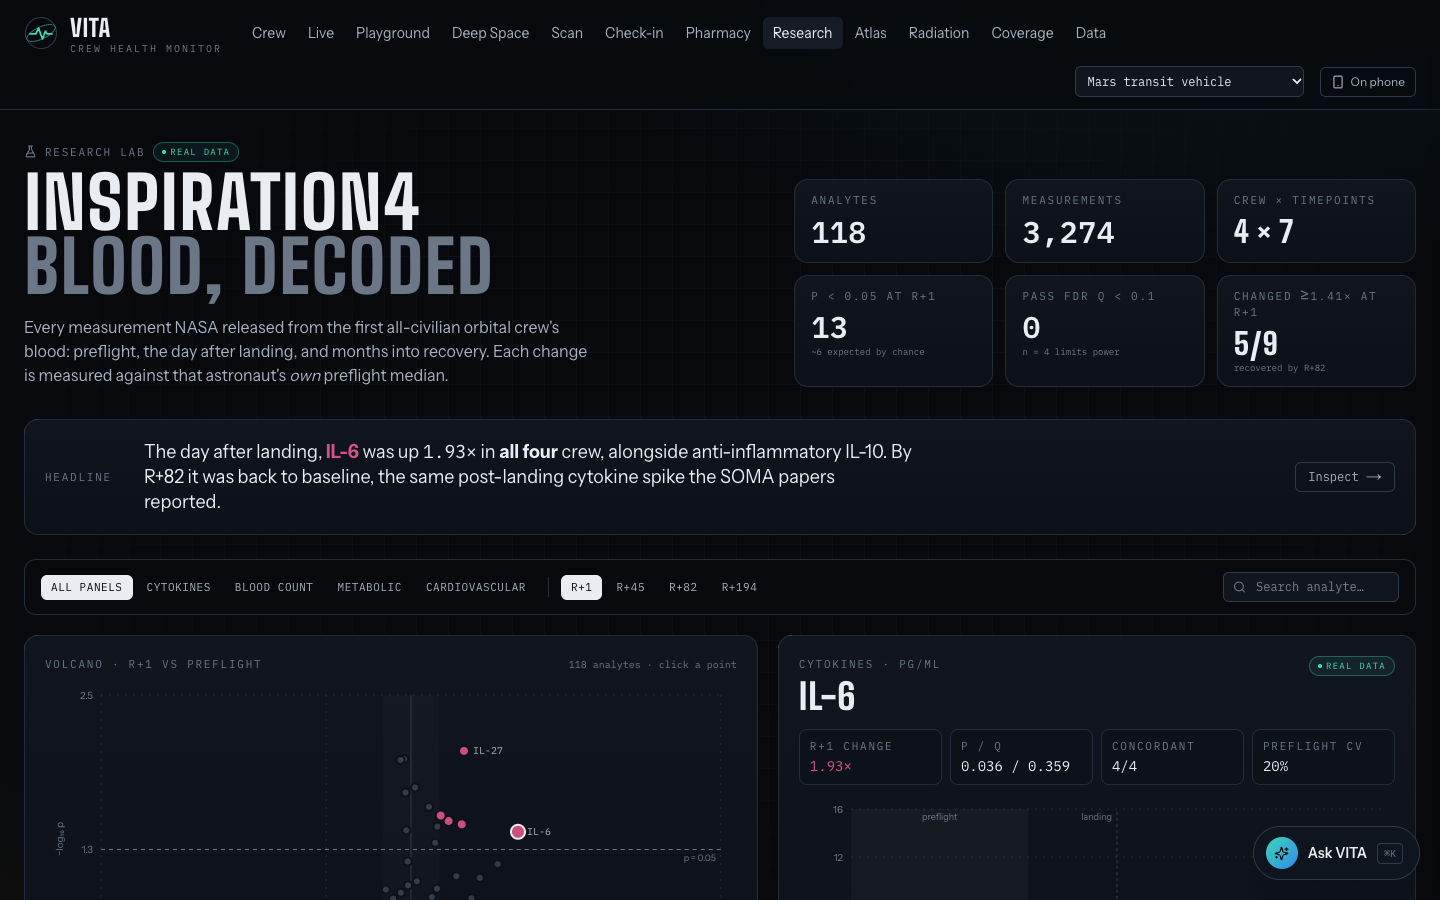 VITA
CREW HEALTH MONITOR
Crew Live Playground Deep Space Scan Check-in Pharmacy Research Atlas Radiation Coverage Data
Mars transit vehicle
On phone
RESEARCH LAB REAL DATA
INSPIRATION4
BLOOD, DECODED
Every measurement NASA released from the first all-civilian orbital crew's
blood: preflight, the day after landing, and months into recovery. Each change
is measured against that astronaut's own preflight median.
ANALYTES
118
MEASUREMENTS
3,274
CREW × TIMEPOINTS
4 × 7
P < 0.05 AT R+1
13
~6 expected by chance
PASS FDR Q < 0.1
0
n = 4 limits power
CHANGED ≥1.41× AT
R+1
5/9
recovered by R+82
HEADLINE
The day after landing, IL-6 was up 1.93× in all four crew, alongside anti-inflammatory IL-10. By
R+82 it was back to baseline, the same post-landing cytokine spike the SOMA papers
reported.
Inspect →
ALL PANELS CYTOKINES BLOOD COUNT METABOLIC CARDIOVASCULAR R+1 R+45 R+82 R+194
Search analyte…
VOLCANO · R+1 VS PREFLIGHT
118 analytes · click a point
2.5
IL-27
IL-6
−log₁₀ p
1.3
p = 0.05
CYTOKINES · PG/ML
REAL DATA
IL-6
R+1 CHANGE
1.93×
P / Q
0.036 / 0.359
CONCORDANT
4/4
PREFLIGHT CV
20%
16
preflight
landing
12
Ask VITA ⌘K